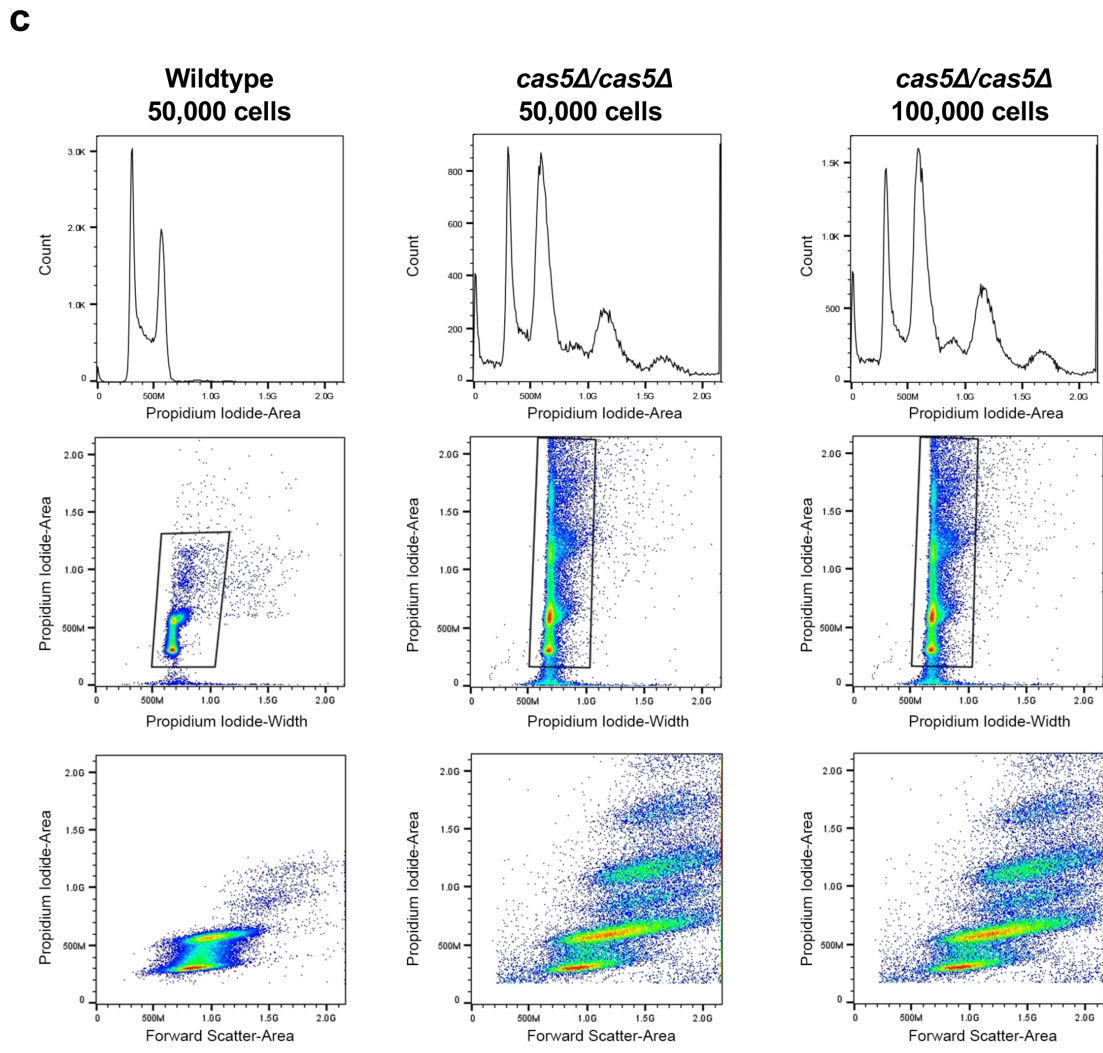 c
Wildtype
50,000 cells
cas5Δ/cas5Δ
50,000 cells
cas5Δ/cas5Δ
100,000 cells
3.0K
2.0K
1.0K
0
Count
0 500M 1.0G 1.5G 2.0G
Propidium Iodide-Area
800
600
400
200
0
Count
0 500M 1.0G 1.5G 2.0G
Propidium Iodide-Area
1.5K
1.0K
500
0
Count
0 500M 1.0G 1.5G 2.0G
Propidium Iodide-Area
2.0G
1.5G
1.0G
500M
0
Propidium Iodide-Area
0 500M 1.0G 1.5G 2.0G
Propidium Iodide-Width
2.0G
1.5G
1.0G
500M
0
Propidium Iodide-Area
0 500M 1.0G 1.5G 2.0G
Propidium Iodide-Width
2.0G
1.5G
1.0G
500M
0
Propidium Iodide-Area
0 500M 1.0G 1.5G 2.0G
Propidium Iodide-Width
2.0G
1.5G
1.0G
500M
0
Propidium Iodide-Area
0 500M 1.0G 1.5G 2.0G
Forward Scatter-Area
2.0G
1.5G
1.0G
500M
0
Propidium Iodide-Area
0 500M 1.0G 1.5G 2.0G
Forward Scatter-Area
2.0G
1.5G
1.0G
500M
0
Propidium Iodide-Area
0 500M 1.0G 1.5G 2.0G
Forward Scatter-Area